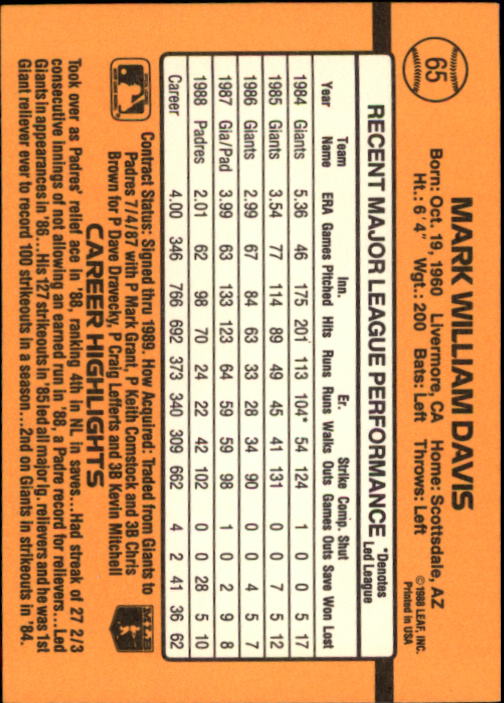 65
MARK WILLIAM DAVIS
Born: Oct. 19, 1960 Livermore, CA Home: Scottsdale, AZ
Ht.: 6'4" Wgt.: 200 Bats: Left Throws: Left
© 1988 LEAF, INC.
Printed in USA
RECENT MAJOR LEAGUE PERFORMANCE *Denotes Led League
Team Inn. Er. Strike Comp. Shut
Year Name ERA Games Pitched Hits Runs Runs Walks Outs Games Outs Save Won Lost
1984 Giants 5.36 46 175 201 113 104* 54 124 1 0 0 5 17
1985 Giants 3.54 77 114 89 49 45 41 131 0 0 7 5 12
1986 Giants 2.99 67 84 63 33 28 34 90 0 0 4 5 7
1987 Gia/Pad 3.99 63 133 123 64 59 59 98 1 0 2 9 8
1988 Padres 2.01 62 98 70 24 22 42 102 0 0 28 5 10
Career 4.00 346 766 692 373 340 309 662 4 2 41 36 62
Contract Status: Signed thru 1989. How Acquired: Traded from Giants to
Padres 7/4/87 with P Mark Grant, P Keith Comstock and 3B Chris
Brown for P Dave Dravecky, P Craig Lefferts and 3B Kevin Mitchell
MLB
CAREER HIGHLIGHTS
Took over as Padres' relief ace in '88, ranking 4th in NL in saves...Had streak of 27 2/3
consecutive innings of not allowing an earned run in '88, a Padre record for relievers...Led
Giants in appearances in '86...His 127 strikeouts in '85 led all major lg. relievers and he was 1st
Giant reliever ever to record 100 strikeouts in a season...2nd on Giants in strikeouts in '84.